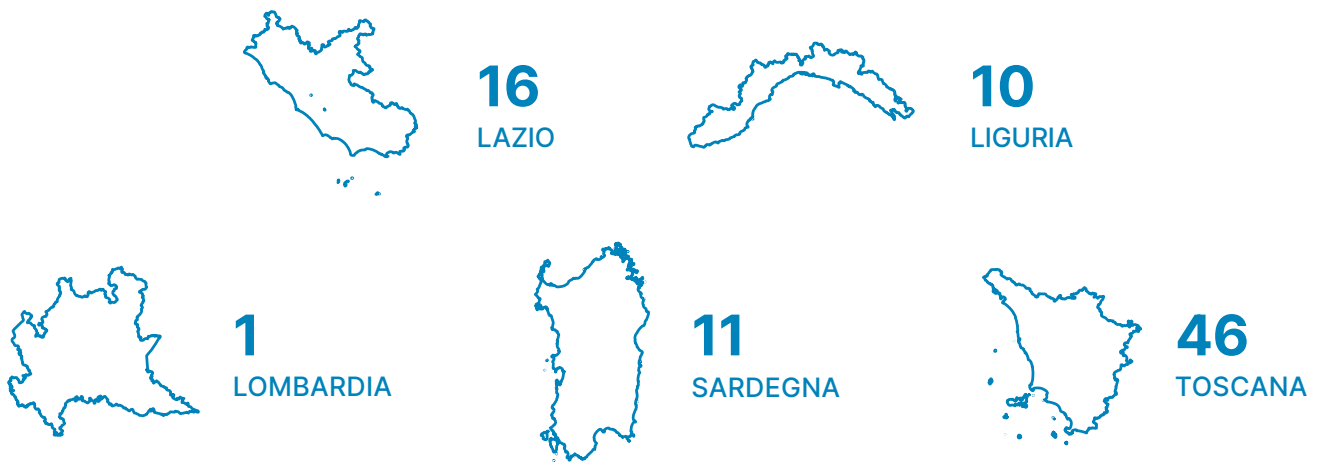 16
LAZIO
10
LIGURIA
1
LOMBARDIA
11
SARDEGNA
46
TOSCANA